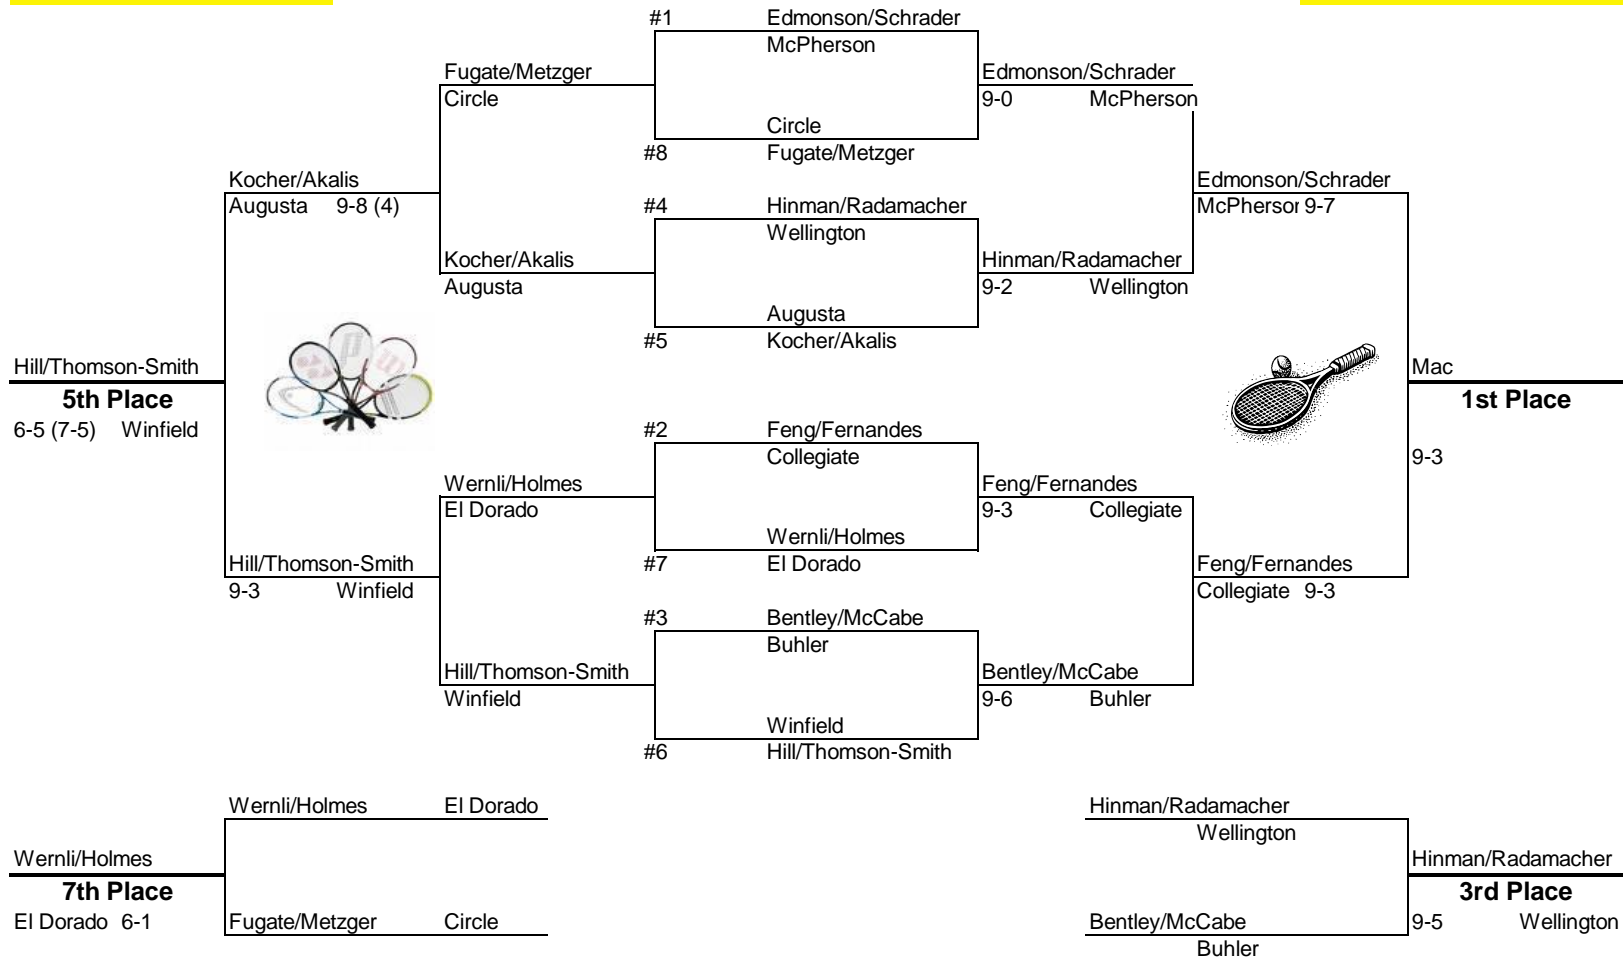 #1 Edmonson/Schrader
McPherson
Fugate/Metzger Edmonson/Schrader
Circle 9-0 McPherson
Circle
#8 Fugate/Metzger
Kocher/Akalis Edmonson/Schrader
Augusta 9-8 (4) #4 Hinman/Radamacher McPhersor 9-7
Wellington
Kocher/Akalis Hinman/Radamacher
Augusta 9-2 Wellington
Augusta
#5 Kocher/Akalis
Hill/Thomson-Smith Mac
5th Place 1st Place
6-5 (7-5) Winfield #2 Feng/Fernandes
Collegiate 9-3
Wernli/Holmes Feng/Fernandes
El Dorado 9-3 Collegiate
Wernli/Holmes
Hill/Thomson-Smith #7 El Dorado Feng/Fernandes
9-3 Winfield Collegiate 9-3
#3 Bentley/McCabe
Buhler
Hill/Thomson-Smith Bentley/McCabe
Winfield 9-6 Buhler
Winfield
#6 Hill/Thomson-Smith
Wernli/Holmes El Dorado Hinman/Radamacher
Wellington
Wernli/Holmes Hinman/Radamacher
7th Place 3rd Place
El Dorado 6-1 Fugate/Metzger Circle Bentley/McCabe 9-5 Wellington
Buhler